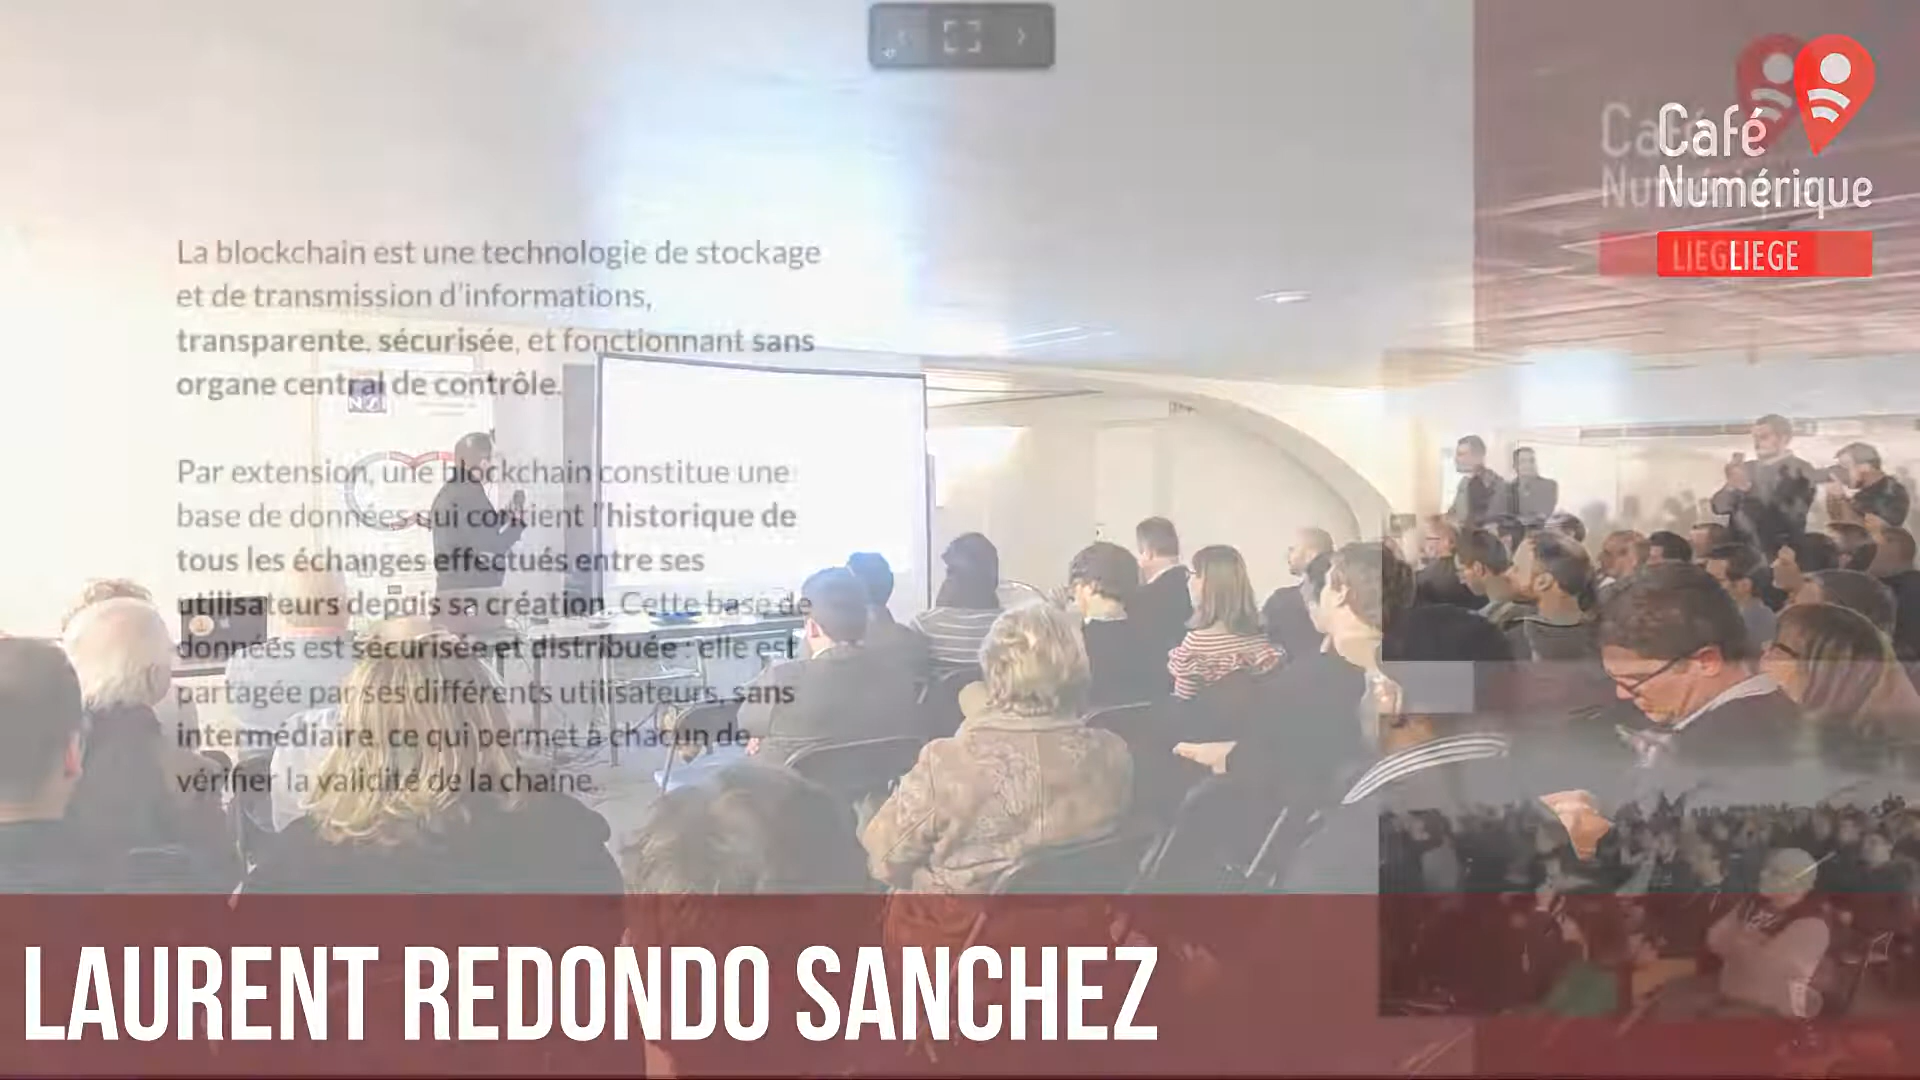 Café
Numérique
LIEGE
La blockchain est une technologie de stockage
et de transmission d'informations,
transparente, sécurisée, et fonctionnant sans
organe central de contrôle.
Par extension, une blockchain constitue une
base de données qui contient l'historique de
tous les échanges effectués entre ses
utilisateurs depuis sa création. Cette base de
données est sécurisée et distribuée : elle est
partagée par ses différents utilisateurs, sans
intermédiaire, ce qui permet à chacun de
vérifier la validité de la chaîne.
LAURENT REDONDO SANCHEZ